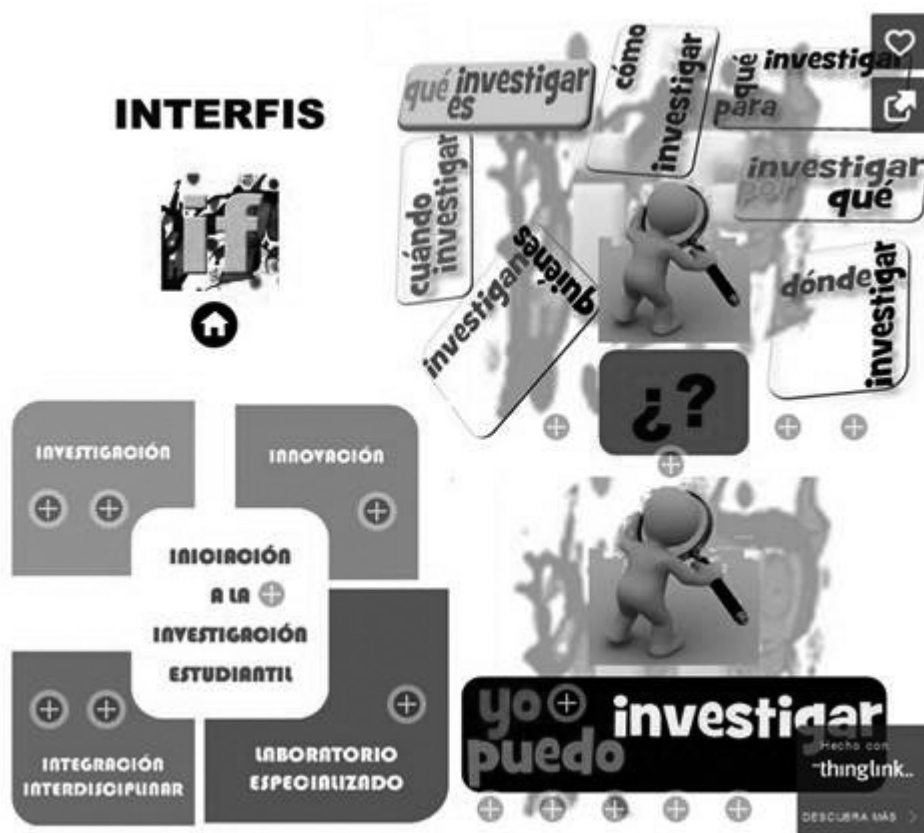 INTERFIS
qué investigar
es
cómo
investigar
qué investigar
para
cuándo
investigar
investigar
por
qué
quiénes
investigan
dónde
investigar
¿?
INVESTIGACIÓN
INNOVACIÓN
INICIACIÓN
A LA
INVESTIGACIÓN
ESTUDIANTIL
INTEGRACIÓN
INTERDISCIPLINAR
LABORATORIO
ESPECIALIZADO
yo
puedo
investigar
Hecho con
thinglink..
DESCUBRA MÁS